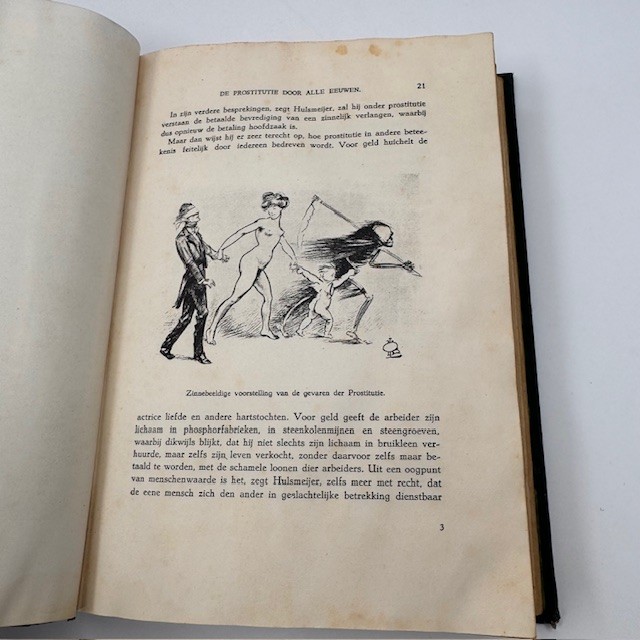 DE PROSTITUTIE DOOR ALLE EEUWEN. 21
In zijn verdere besprekingen, zegt Hulsmeijer, zal hij onder prostitutie
verstaan de betaalde bevrediging van een zinnelijk verlangen, waarbij
dus opnieuw de betaling hoofdzaak is.
Maar dan wijst hij er zeer terecht op, hoe prostitutie in andere betee-
kenis feitelijk door iedereen bedreven wordt. Voor geld huichelt de
Zinnebeeldige voorstelling van de gevaren der Prostitutie.
actrice liefde en andere hartstochten. Voor geld geeft de arbeider zijn
lichaam in phosphorfabrieken, in steenkolenmijnen en steengroeven,
waarbij dikwijls blijkt, dat hij niet slechts zijn lichaam in bruikleen ver-
huurde, maar zelfs zijn leven verkocht, zonder daarvoor zelfs maar be-
taald te worden, met de schamele loonen dier arbeiders. Uit een oogpunt
van menschenwaarde is het, zegt Hulsmeijer, zelfs meer met recht, dat
de eene mensch zich den ander in geslachtelijke betrekking dienstbaar
3